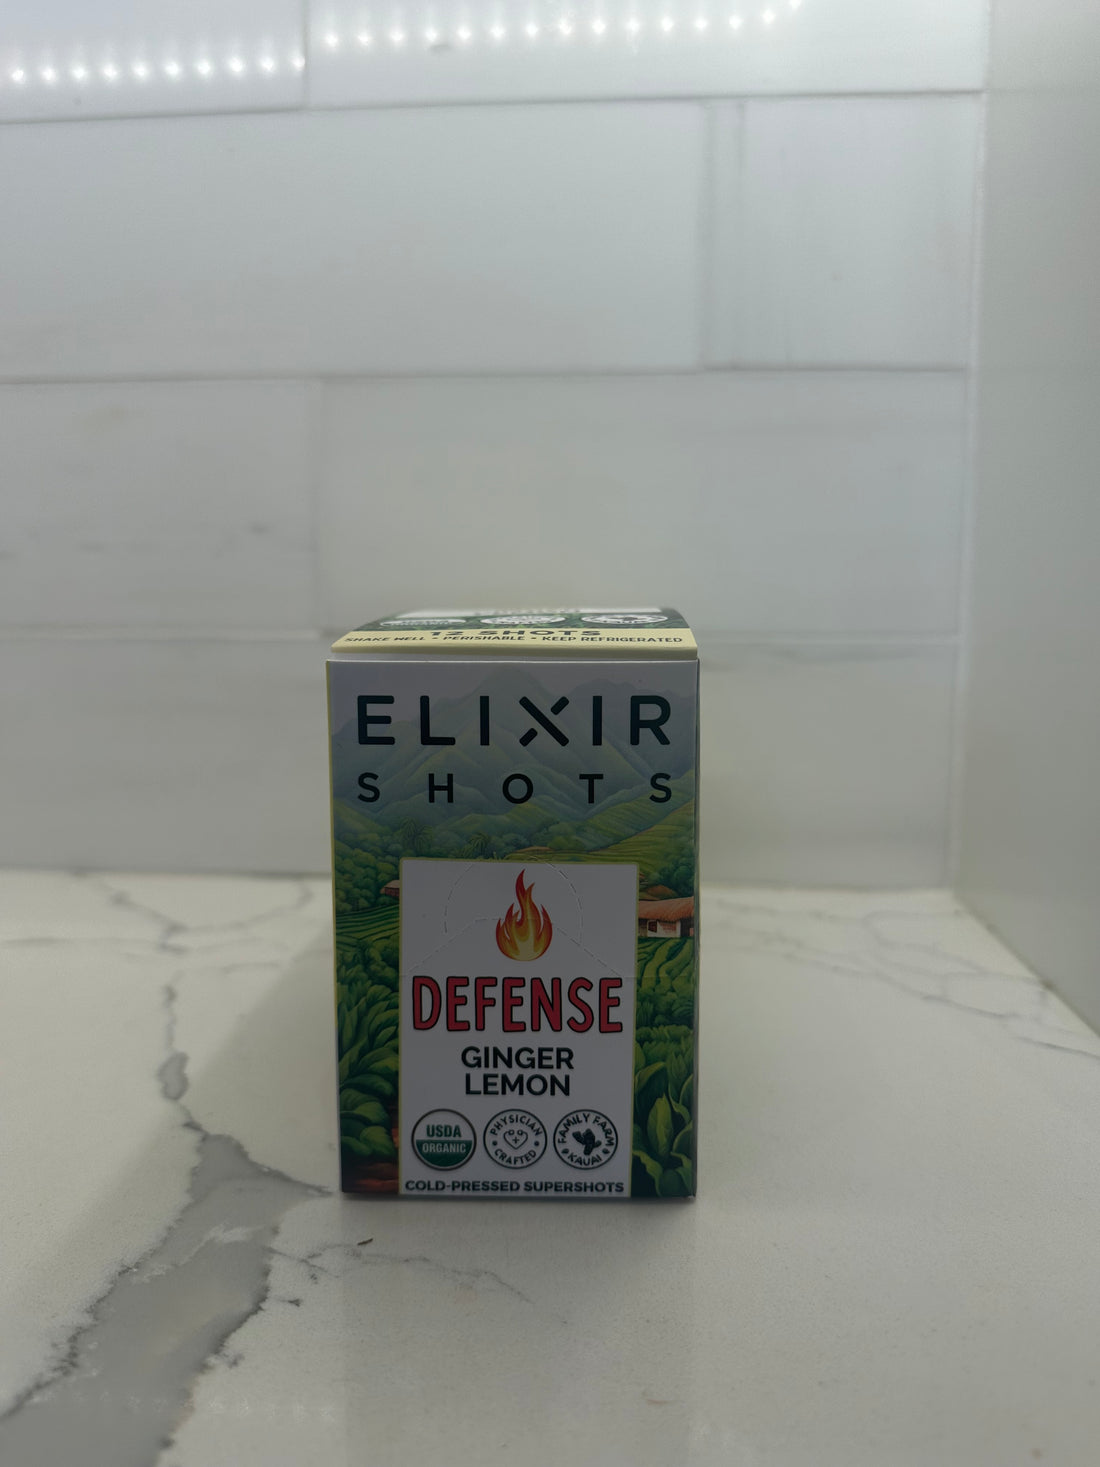 12 SHOTS
SHAKE WELL • PERISHABLE • KEEP REFRIGERATED
ELIXIR
SHOTS
DEFENSE
GINGER
LEMON
USDA
ORGANIC
PHYSICIAN
CRAFTED
FAMILY FARM
KAUAI
COLD-PRESSED SUPERSHOTS